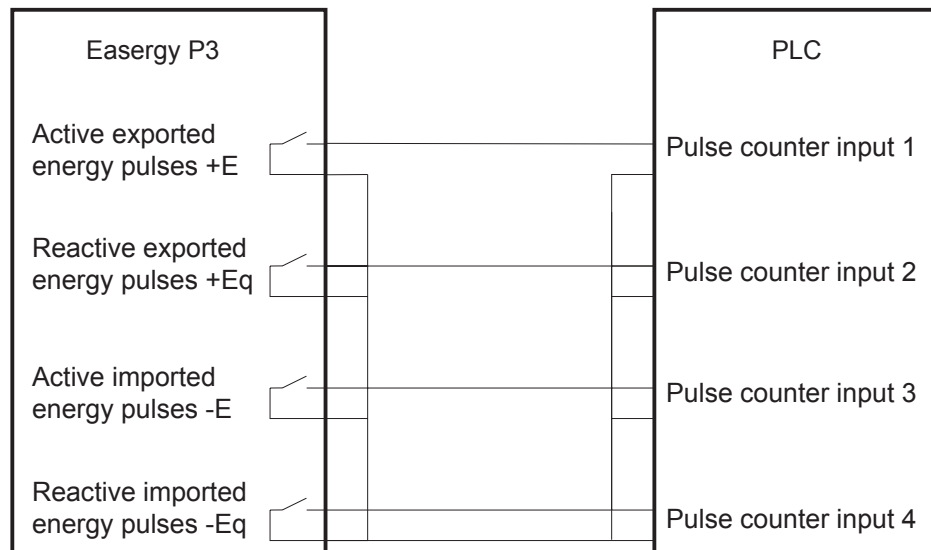 Easergy P3
PLC
Active exported
energy pulses +E
Pulse counter input 1
Reactive exported
energy pulses +Eq
Pulse counter input 2
Active imported
energy pulses -E
Pulse counter input 3
Reactive imported
energy pulses -Eq
Pulse counter input 4